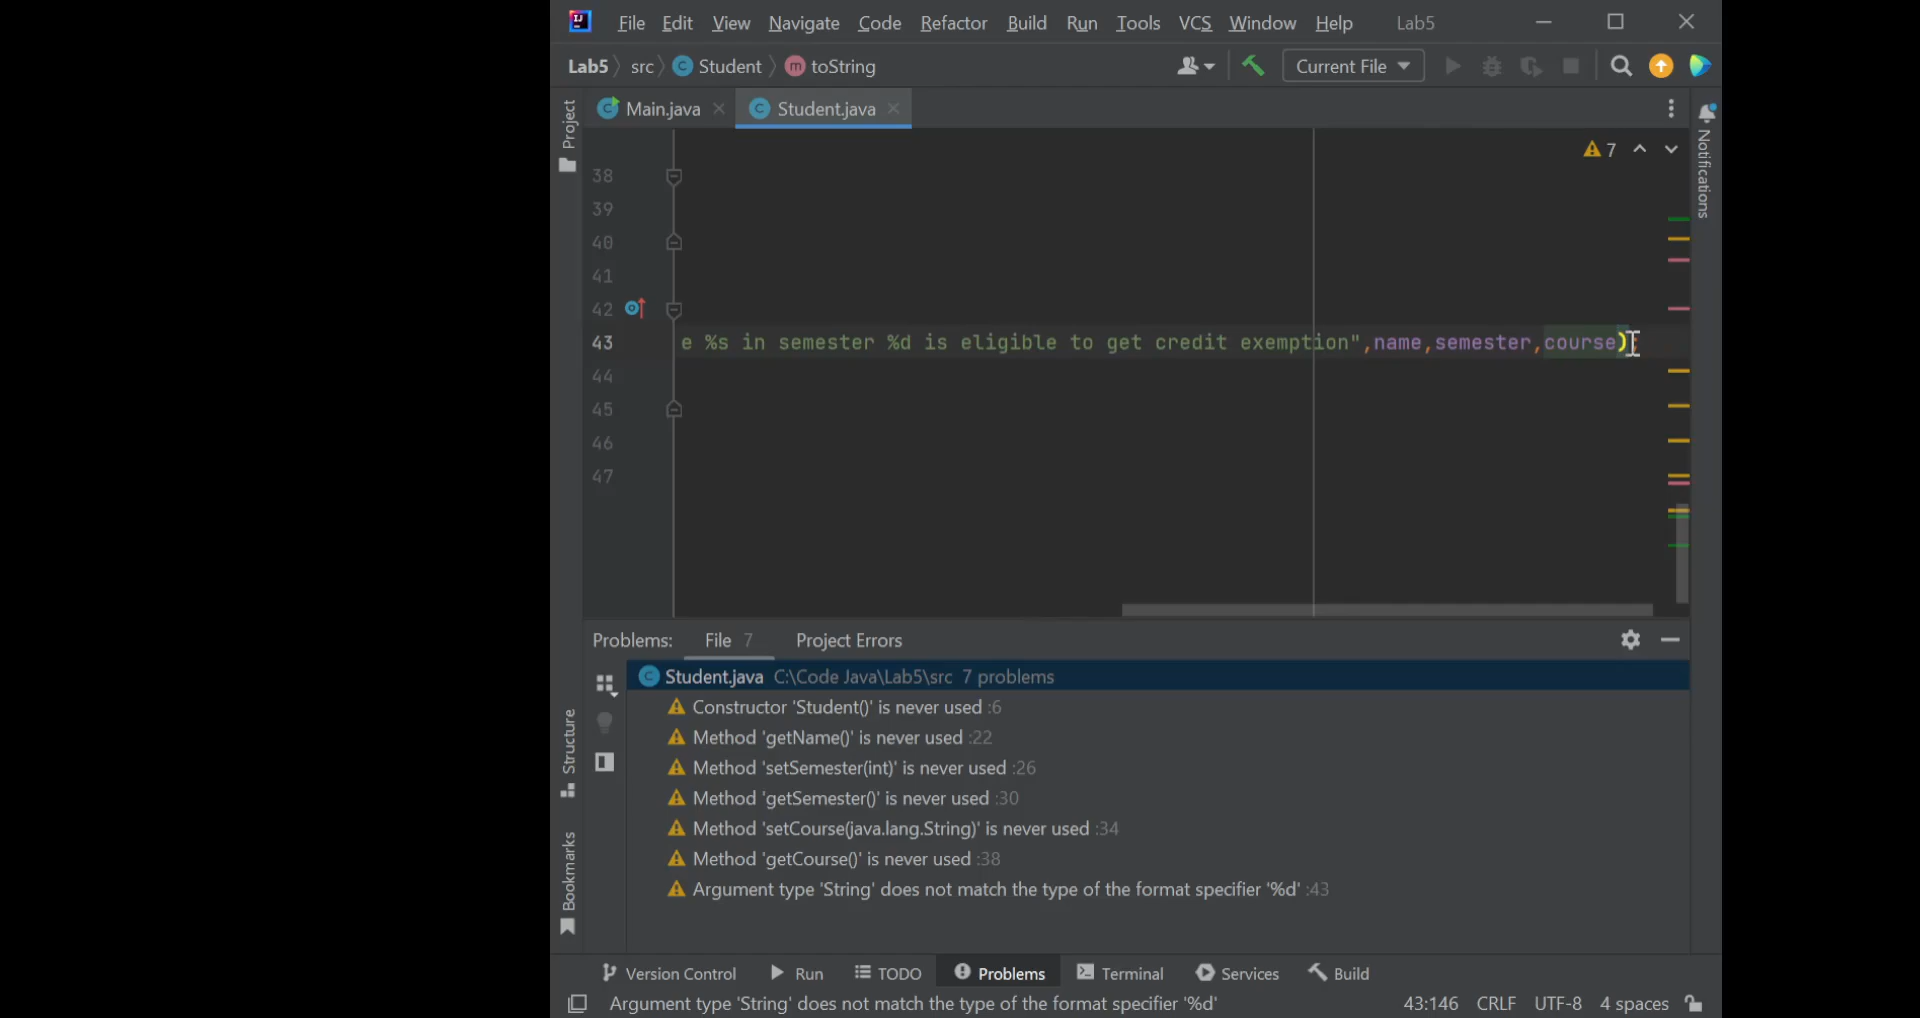 File Edit View Navigate Code Refactor Build Run Tools VCS Window Help Lab5
Lab5 src Student toString Current File
Main.java Student.java
Project
Notifications
7
38
39
40
41
42
43 e %s in semester %d is eligible to get credit exemption",name,semester,course);
44
45
46
47
Problems: File 7 Project Errors
Student.java C:\Code Java\Lab5\src 7 problems
Constructor 'Student()' is never used :6
Method 'getName()' is never used :22
Method 'setSemester(int)' is never used :26
Method 'getSemester()' is never used :30
Method 'setCourse(java.lang.String)' is never used :34
Method 'getCourse()' is never used :38
Argument type 'String' does not match the type of the format specifier '%d' :43
Structure
Bookmarks
Version Control Run TODO Problems Terminal Services Build
Argument type 'String' does not match the type of the format specifier '%d' 43:146 CRLF UTF-8 4 spaces